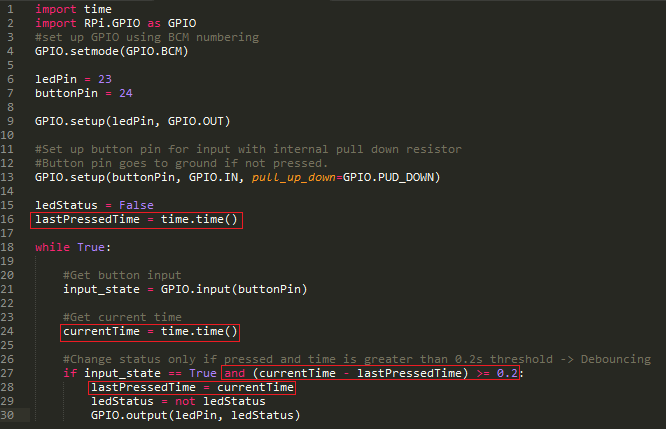 1 import time
2 import RPi.GPIO as GPIO
3 #set up GPIO using BCM numbering
4 GPIO.setmode(GPIO.BCM)
5
6 ledPin = 23
7 buttonPin = 24
8
9 GPIO.setup(ledPin, GPIO.OUT)
10
11 #Set up button pin for input with internal pull down resistor
12 #Button pin goes to ground if not pressed.
13 GPIO.setup(buttonPin, GPIO.IN, pull_up_down=GPIO.PUD_DOWN)
14
15 ledStatus = False
16 lastPressedTime = time.time()
17
18 while True:
19
20     #Get button input
21     input_state = GPIO.input(buttonPin)
22
23     #Get current time
24     currentTime = time.time()
25
26     #Change status only if pressed and time is greater than 0.2s threshold -> Debouncing
27     if input_state == True and (currentTime - lastPressedTime) >= 0.2:
28         lastPressedTime = currentTime
29         ledStatus = not ledStatus
30         GPIO.output(ledPin, ledStatus)